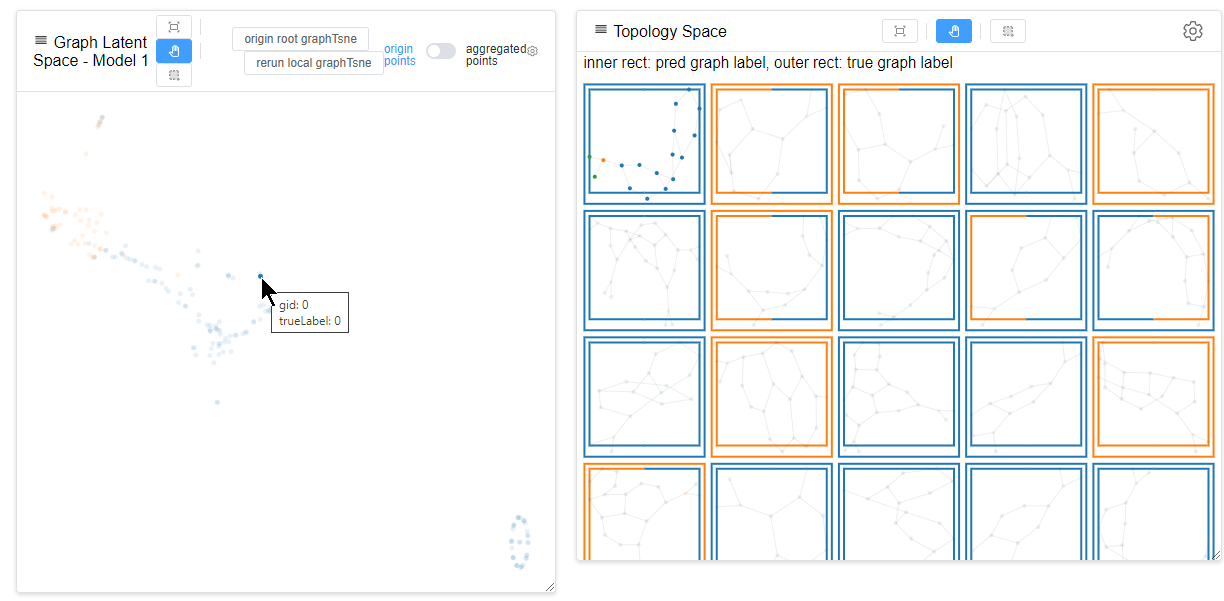 Graph Latent
Space - Model 1
origin root graphTsne
rerun local graphTsne
origin
points
aggregated
points
gid: 0
trueLabel: 0
Topology Space
inner rect: pred graph label, outer rect: true graph label